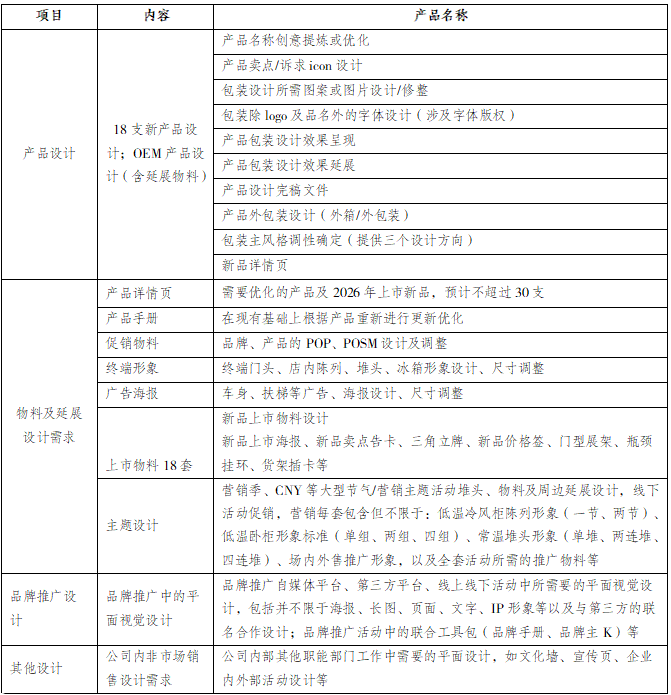 项目 内容 产品名称
产品名称创意提炼或优化
产品卖点/诉求 icon 设计
包装设计所需图案或图片设计/修整
包装除 logo 及品名外的字体设计（涉及字体版权）
产品设计
18 支新产品设
计；OEM 产品设
计（含延展物料）
产品包装设计效果呈现
产品包装设计效果延展
产品设计完稿文件
产品外包装设计（外箱/外包装）
包装主风格调性确定（提供三个设计方向）
新品详情页
物料及延展
设计需求
产品详情页 需要优化的产品及 2026 年上市新品，预计不超过 30 支
产品手册 在现有基础上根据产品重新进行更新优化
促销物料 品牌、产品的 POP、POSM 设计及调整
终端形象 终端门头、店内陈列、堆头、冰箱形象设计、尺寸调整
广告海报 车身、扶梯等广告、海报设计、尺寸调整
上市物料 18 套
新品上市物料设计
新品上市海报、新品卖点告卡、三角立牌、新品价格签、门型展架、瓶颈
挂环、货架插卡等
主题设计
营销季、CNY 等大型节气/营销主题活动堆头、物料及周边延展设计，线下
活动促销，营销每套包含但不限于：低温冷风柜陈列形象（一节、两节）、
低温卧柜形象标准（单组、两组、四组）、常温堆头形象（单堆、两连堆、
四连堆）、场内外售推广形象，以及全套活动所需的推广物料等
品牌推广设
计
品牌推广中的平
面视觉设计
品牌推广自媒体平台、第三方平台、线上线下活动中所需要的平面视觉设
计，包括并不限于海报、长图、页面、文字、IP 形象等以及与第三方的联
名合作设计；品牌推广活动中的联合工具包（品牌手册、品牌主 K）等
其他设计
公司内非市场销
售设计需求
公司内部其他职能部门工作中需要的平面设计，如文化墙、宣传页、企业
内外部活动设计等